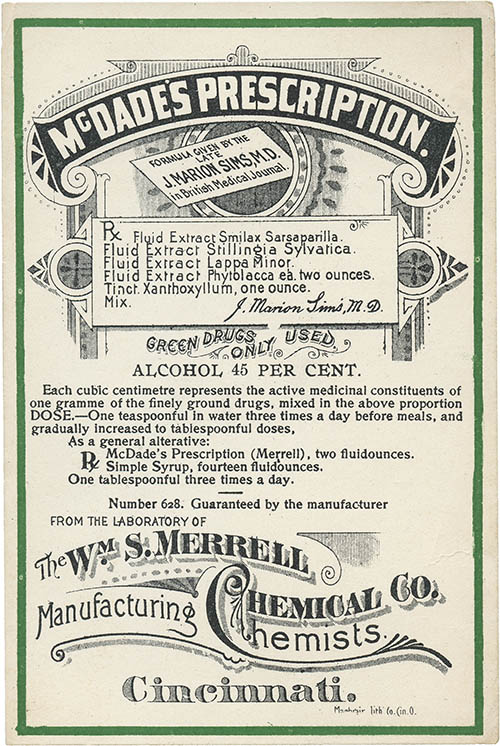 McDADE'S PRESCRIPTION.
FORMULA GIVEN BY THE
LATE
J. MARION SIMS, M.D.
in British Medical Journal
Rx Fluid Extract Smilax Sarsaparilla.
Fluid Extract Stillingia Sylvatica.
Fluid Extract Lappa Minor.
Fluid Extract Phytolacca ea. two ounces.
Tinct. Xanthoxyllum, one ounce.
Mix.
J. Marion Sims, M.D.
GREEN DRUGS ONLY USED.
ALCOHOL, 45 PER CENT.
Each cubic centimetre represents the active medicinal constituents of
one gramme of the finely ground drugs, mixed in the above proportion
DOSE.—One teaspoonful in water three times a day before meals, and
gradually increased to tablespoonful doses,
As a general alterative:
Rx McDade's Prescription (Merrell), two fluidounces.
Simple Syrup, fourteen fluidounces.
One tablespoonful three times a day.
Number 628. Guaranteed by the manufacturer
FROM THE LABORATORY OF
The Wm S. MERRELL
CHEMICAL CO.
Manufacturing Chemists.
Cincinnati.
lith Co. Cin. O.